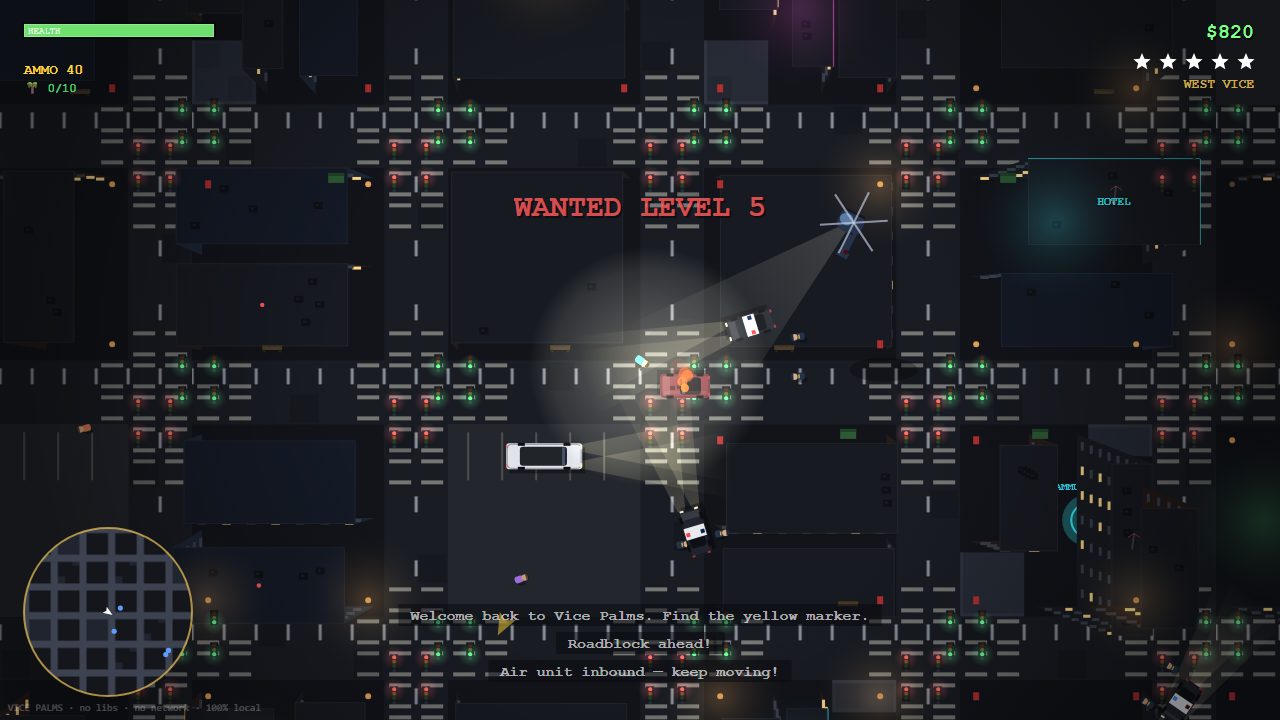 HEALTH
$820
AMMO 40
0/10
WEST VICE
WANTED LEVEL 5
HOTEL
Welcome back to Vice Palms. Find the yellow marker.
Roadblock ahead!
Air unit inbound — keep moving!
VICE PALMS · no libs · no network · 100% local